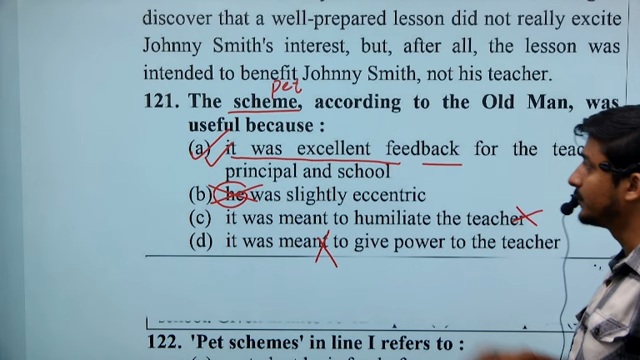 discover that a well-prepared lesson did not really excite
Johnny Smith's interest, but, after all, the lesson was
intended to benefit Johnny Smith, not his teacher.
pet
121. The scheme, according to the Old Man, was
useful because :
(a) it was excellent feedback for the
principal and school
(b) he was slightly eccentric
(c) it was meant to humiliate the teacher
(d) it was meant to give power to the teacher
122. 'Pet schemes' in line I refers to :